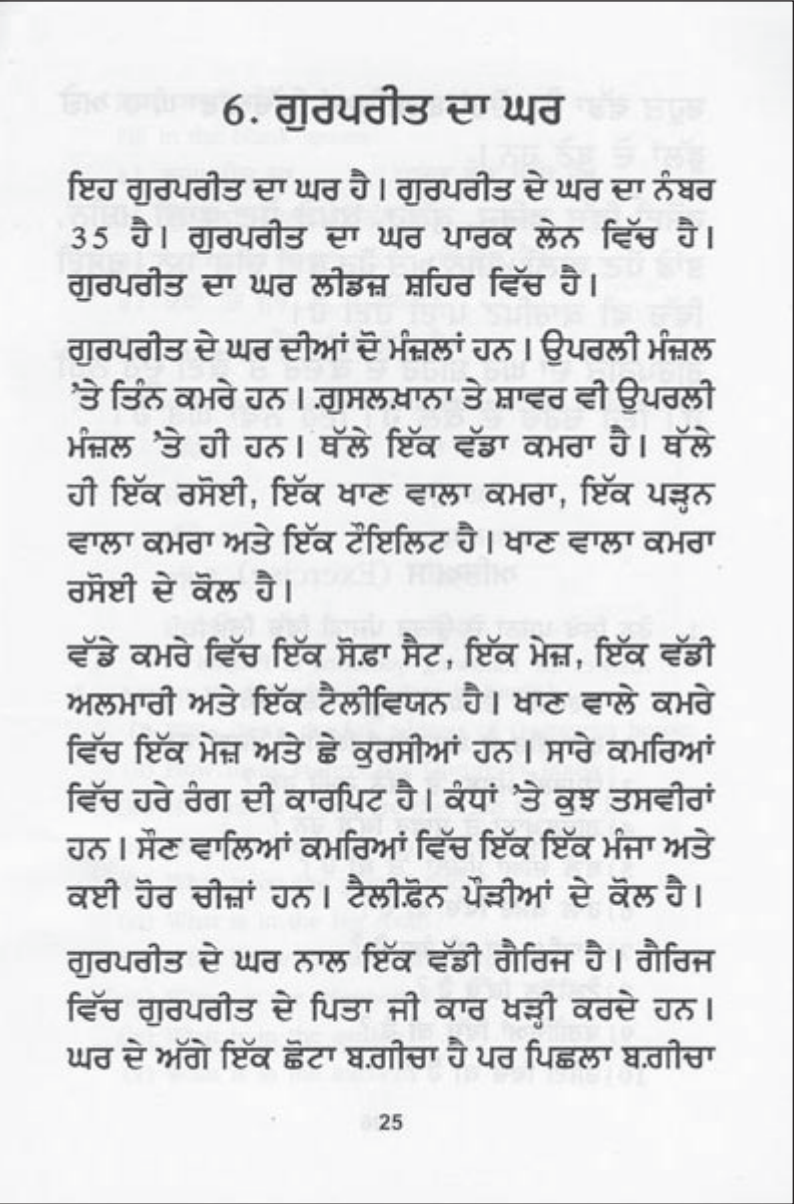 6. ਗੁਰਪਰੀਤ ਦਾ ਘਰ
ਇਹ ਗੁਰਪਰੀਤ ਦਾ ਘਰ ਹੈ। ਗੁਰਪਰੀਤ ਦੇ ਘਰ ਦਾ ਨੰਬਰ
35 ਹੈ। ਗੁਰਪਰੀਤ ਦਾ ਘਰ ਪਾਰਕ ਲੇਨ ਵਿੱਚ ਹੈ।
ਗੁਰਪਰੀਤ ਦਾ ਘਰ ਲੀਡਜ਼ ਸ਼ਹਿਰ ਵਿੱਚ ਹੈ।
ਗੁਰਪਰੀਤ ਦੇ ਘਰ ਦੀਆਂ ਦੋ ਮੰਜ਼ਲਾਂ ਹਨ। ਉਪਰਲੀ ਮੰਜ਼ਲ
’ਤੇ ਤਿੰਨ ਕਮਰੇ ਹਨ। ਗੁਸਲਖ਼ਾਨਾ ਤੇ ਸ਼ਾਵਰ ਵੀ ਉਪਰਲੀ
ਮੰਜ਼ਲ ’ਤੇ ਹੀ ਹਨ। ਥੱਲੇ ਇੱਕ ਵੱਡਾ ਕਮਰਾ ਹੈ। ਥੱਲੇ
ਹੀ ਇੱਕ ਰਸੋਈ, ਇੱਕ ਖਾਣ ਵਾਲਾ ਕਮਰਾ, ਇੱਕ ਪੜ੍ਹਨ
ਵਾਲਾ ਕਮਰਾ ਅਤੇ ਇੱਕ ਟੌਇਲਿਟ ਹੈ। ਖਾਣ ਵਾਲਾ ਕਮਰਾ
ਰਸੋਈ ਦੇ ਕੋਲ ਹੈ।
ਵੱਡੇ ਕਮਰੇ ਵਿੱਚ ਇੱਕ ਸੋਫ਼ਾ ਸੈਟ, ਇੱਕ ਮੇਜ਼, ਇੱਕ ਵੱਡੀ
ਅਲਮਾਰੀ ਅਤੇ ਇੱਕ ਟੈਲੀਵਿਯਨ ਹੈ। ਖਾਣ ਵਾਲੇ ਕਮਰੇ
ਵਿੱਚ ਇੱਕ ਮੇਜ਼ ਅਤੇ ਛੇ ਕੁਰਸੀਆਂ ਹਨ। ਸਾਰੇ ਕਮਰਿਆਂ
ਵਿੱਚ ਹਰੇ ਰੰਗ ਦੀ ਕਾਰਪਿਟ ਹੈ। ਕੰਧਾਂ ’ਤੇ ਕੁਝ ਤਸਵੀਰਾਂ
ਹਨ। ਸੌਣ ਵਾਲਿਆਂ ਕਮਰਿਆਂ ਵਿੱਚ ਇੱਕ ਇੱਕ ਮੰਜਾ ਅਤੇ
ਕਈ ਹੋਰ ਚੀਜ਼ਾਂ ਹਨ। ਟੈਲੀਫ਼ੋਨ ਪੌੜੀਆਂ ਦੇ ਕੋਲ ਹੈ।
ਗੁਰਪਰੀਤ ਦੇ ਘਰ ਨਾਲ ਇੱਕ ਵੱਡੀ ਗੈਰਿਜ ਹੈ। ਗੈਰਿਜ
ਵਿੱਚ ਗੁਰਪਰੀਤ ਦੇ ਪਿਤਾ ਜੀ ਕਾਰ ਖੜ੍ਹੀ ਕਰਦੇ ਹਨ।
ਘਰ ਦੇ ਅੱਗੇ ਇੱਕ ਛੋਟਾ ਬਗ਼ੀਚਾ ਹੈ ਪਰ ਪਿਛਲਾ ਬਗ਼ੀਚਾ
25